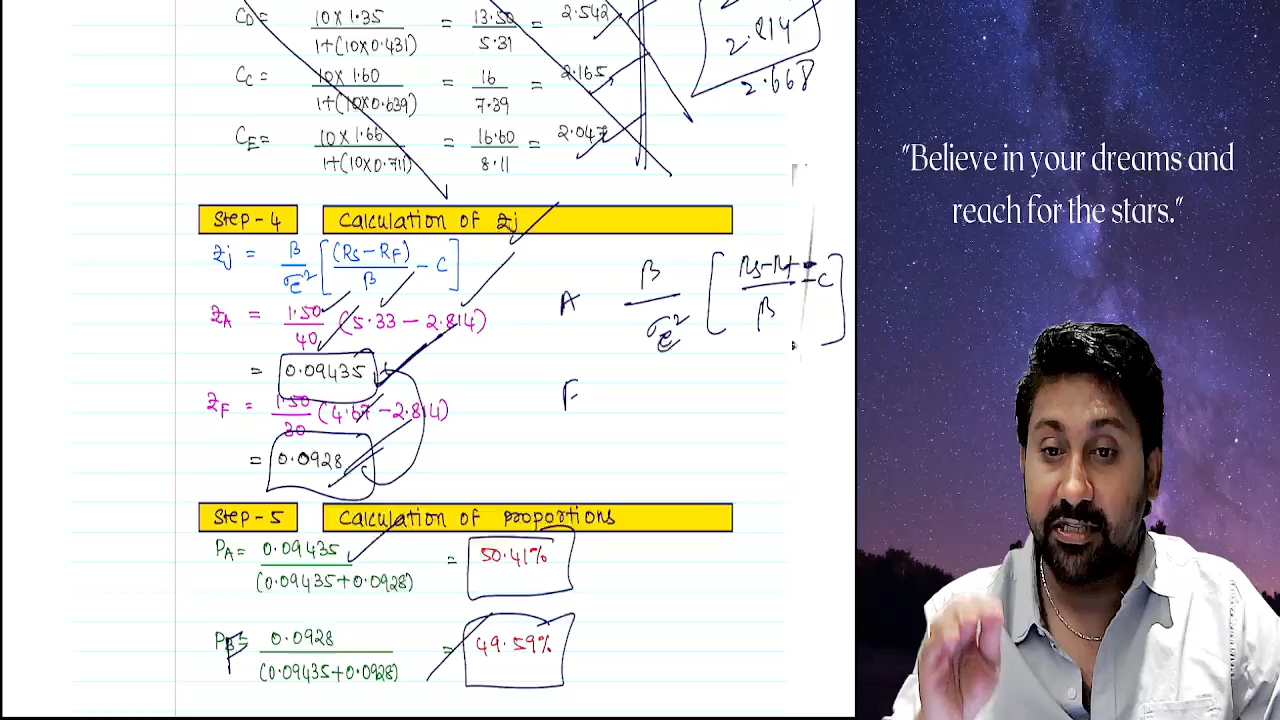 C_D = 10×1.35 / 1+(10×0.431) = 13.50 / 5.31 = 2.542
2.814
C_C = 10×1.60 / 1+(10×0.639) = 16 / 7.39 = 2.165
2.668
C_E = 10×1.66 / 1+(10×0.711) = 16.60 / 8.11 = 2.047
"Believe in your dreams and
reach for the stars."
Step-4 Calculation of Zj
Zj = β / σe² [ (Rs-RF) / β - C ]
A β / σe² [ Rs-Rf / β - C ]
ZA = 1.50 / 40 (5.33 - 2.814)
= 0.09435
F
ZF = 1.50 / 30 (4.67 - 2.814)
= 0.0928
Step-5 Calculation of proportions
PA = 0.09435 / (0.09435+0.0928) = 50.41%
P = 0.0928 / (0.09435+0.0928) = 49.59%